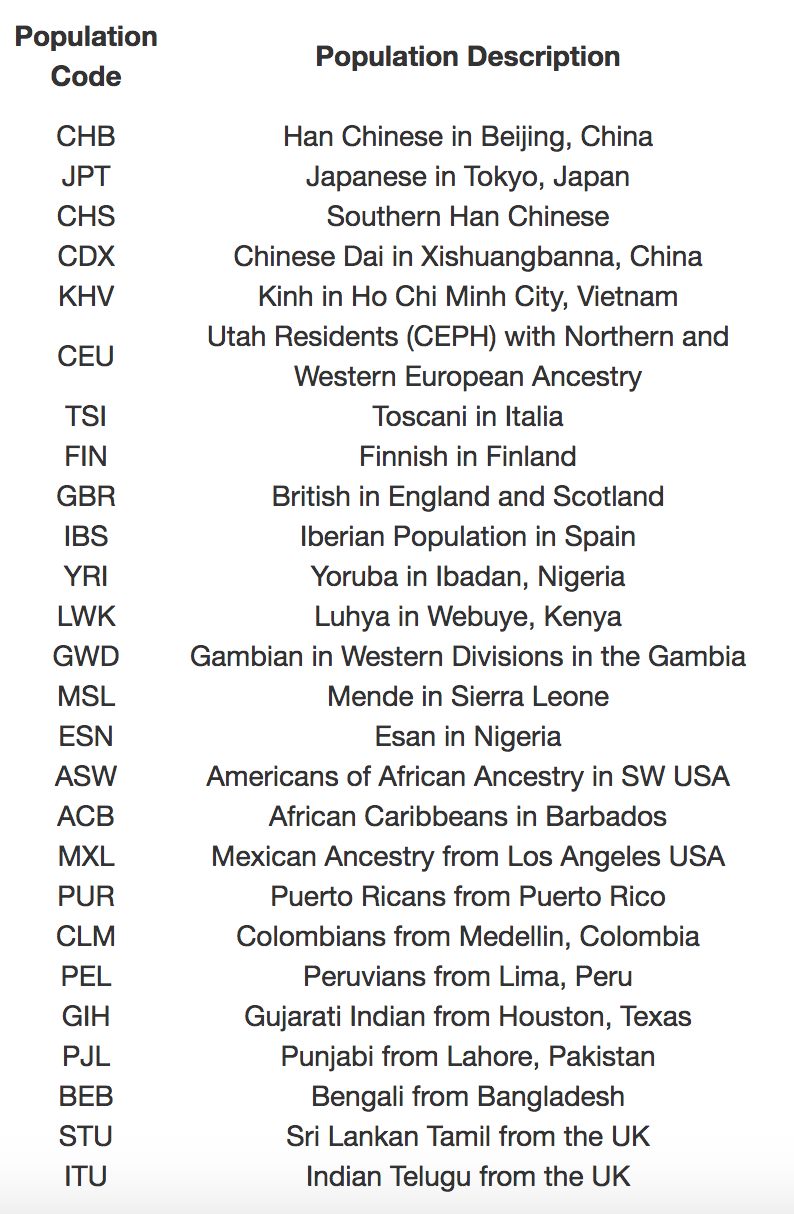 Population Code Population Description
CHB Han Chinese in Beijing, China
JPT Japanese in Tokyo, Japan
CHS Southern Han Chinese
CDX Chinese Dai in Xishuangbanna, China
KHV Kinh in Ho Chi Minh City, Vietnam
CEU Utah Residents (CEPH) with Northern and
Western European Ancestry
TSI Toscani in Italia
FIN Finnish in Finland
GBR British in England and Scotland
IBS Iberian Population in Spain
YRI Yoruba in Ibadan, Nigeria
LWK Luhya in Webuye, Kenya
GWD Gambian in Western Divisions in the Gambia
MSL Mende in Sierra Leone
ESN Esan in Nigeria
ASW Americans of African Ancestry in SW USA
ACB African Caribbeans in Barbados
MXL Mexican Ancestry from Los Angeles USA
PUR Puerto Ricans from Puerto Rico
CLM Colombians from Medellin, Colombia
PEL Peruvians from Lima, Peru
GIH Gujarati Indian from Houston, Texas
PJL Punjabi from Lahore, Pakistan
BEB Bengali from Bangladesh
STU Sri Lankan Tamil from the UK
ITU Indian Telugu from the UK